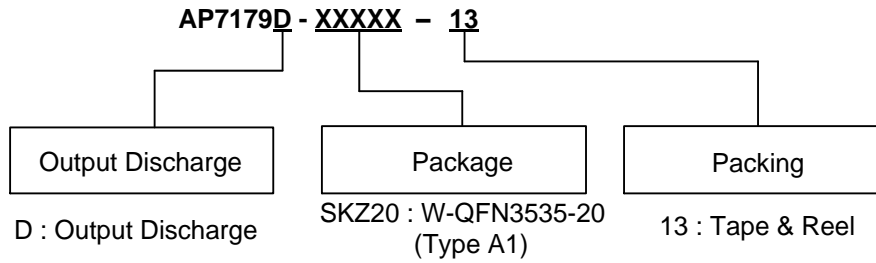 AP7179D - XXXXX – 13
Output Discharge
Package
Packing
D : Output Discharge
SKZ20 : W-QFN3535-20
(Type A1)
13 : Tape & Reel